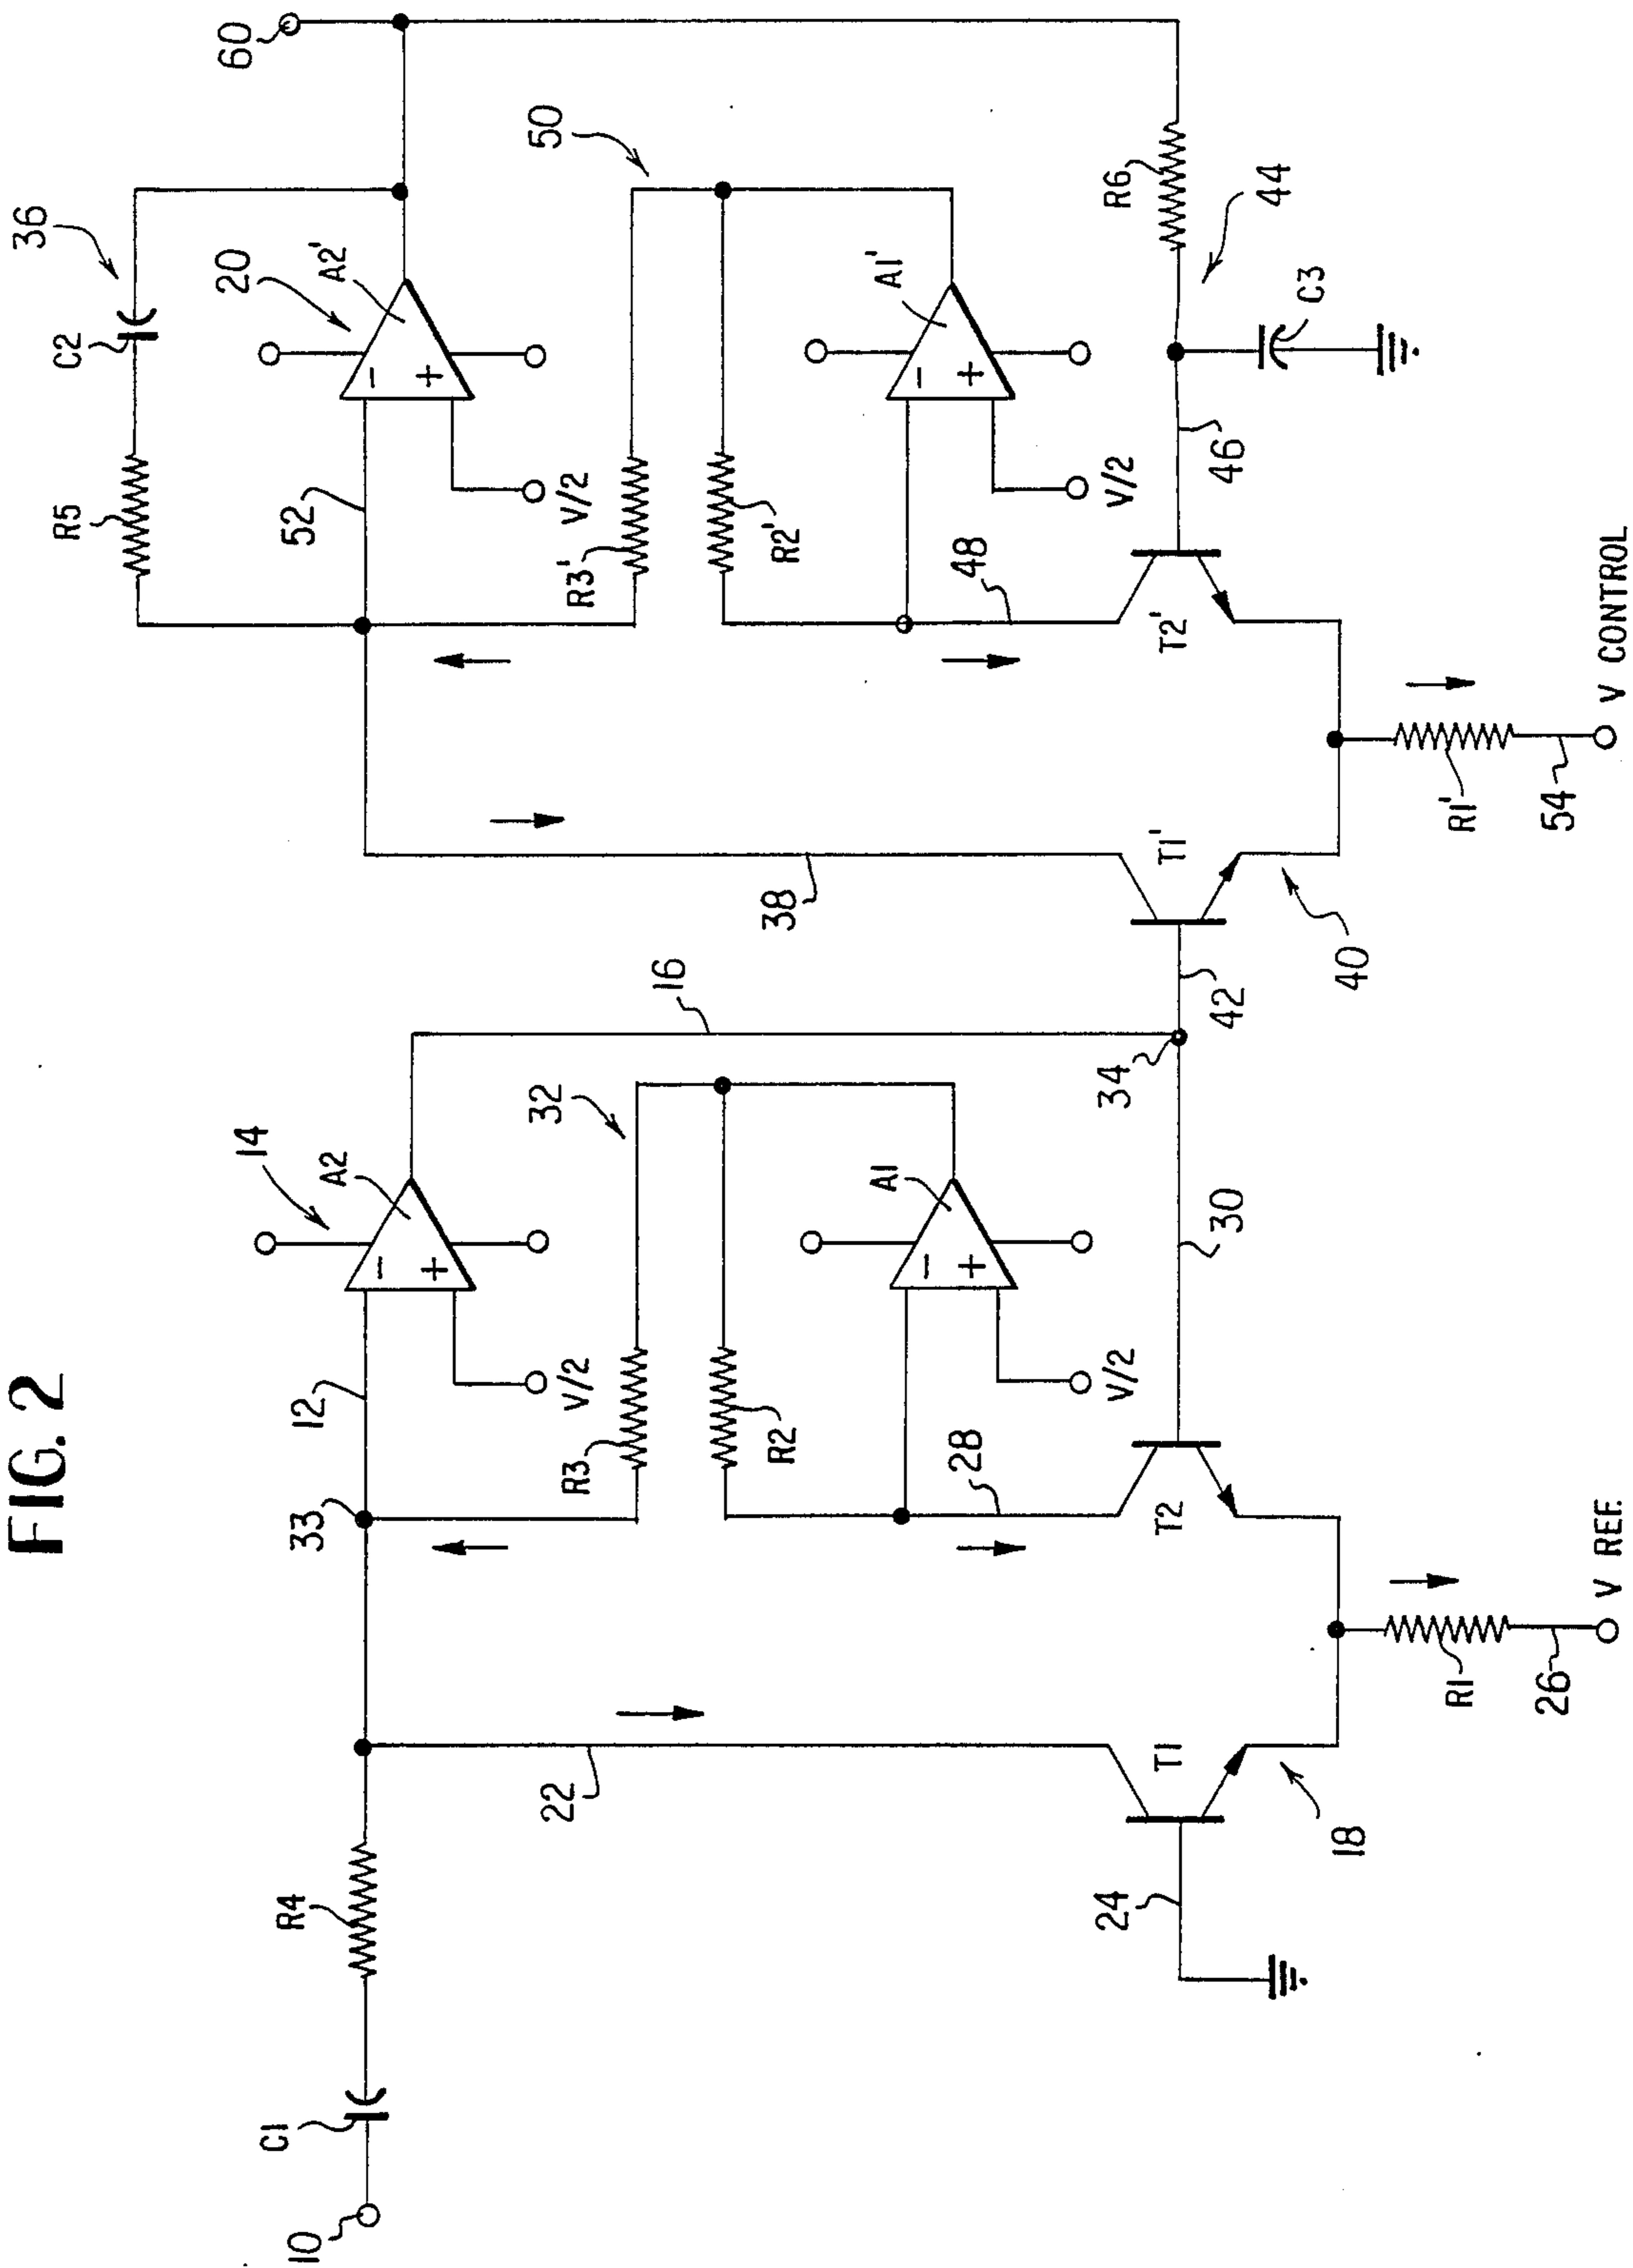 FIG. 2
36
C2
R5
60
20
A2'
52
V/2
50
R3'
R2'
A1'
V/2
48
T2'
46
R6
44
C3
38
T1'
42
40
R1'
54
V CONTROL
14
A2
16
12
33
V/2
32
R3
R2
A1
V/2
28
T2
30
34
R4
C1
10
22
T1
24
18
R1
26
V REF.